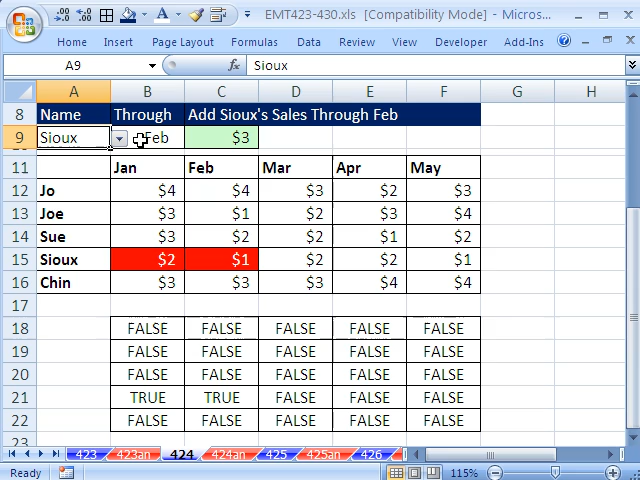 EMT423-430.xls [Compatibility Mode] - Micros...
Home Insert Page Layout Formulas Data Review View Developer Add-Ins
A9 fx Sioux
A B C D E F G H
8 Name Through Add Sioux's Sales Through Feb
9 Sioux Feb $3
11 Jan Feb Mar Apr May
12 Jo $4 $4 $3 $2 $3
13 Joe $3 $1 $2 $3 $4
14 Sue $3 $2 $2 $1 $2
15 Sioux $2 $1 $2 $2 $1
16 Chin $3 $3 $3 $4 $4
17
18 FALSE FALSE FALSE FALSE FALSE
19 FALSE FALSE FALSE FALSE FALSE
20 FALSE FALSE FALSE FALSE FALSE
21 TRUE TRUE FALSE FALSE FALSE
22 FALSE FALSE FALSE FALSE FALSE
23
423 423an 424 424an 425 425an 426
Ready 115%